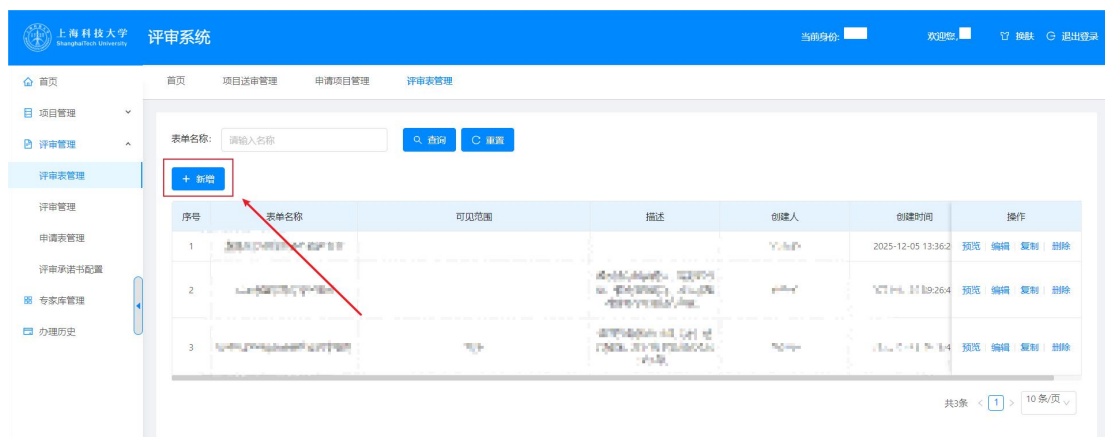 上海科技大学
ShanghaiTech University
评审系统
当前身份:
欢迎您,
换肤
退出登录
首页
项目管理
评审管理
评审表管理
评审管理
申请表管理
评审承诺书配置
专家库管理
办理历史
首页
项目送审管理
申请项目管理
评审表管理
表单名称:
请输入名称
查询
重置
+ 新增
序号 表单名称 可见范围 描述 创建人 创建时间 操作
1 2025-12-05 13:36:2 预览 编辑 复制 删除
2 9:26:4 预览 编辑 复制 删除
3 预览 编辑 复制 删除
共3条 < 1 > 10 条/页